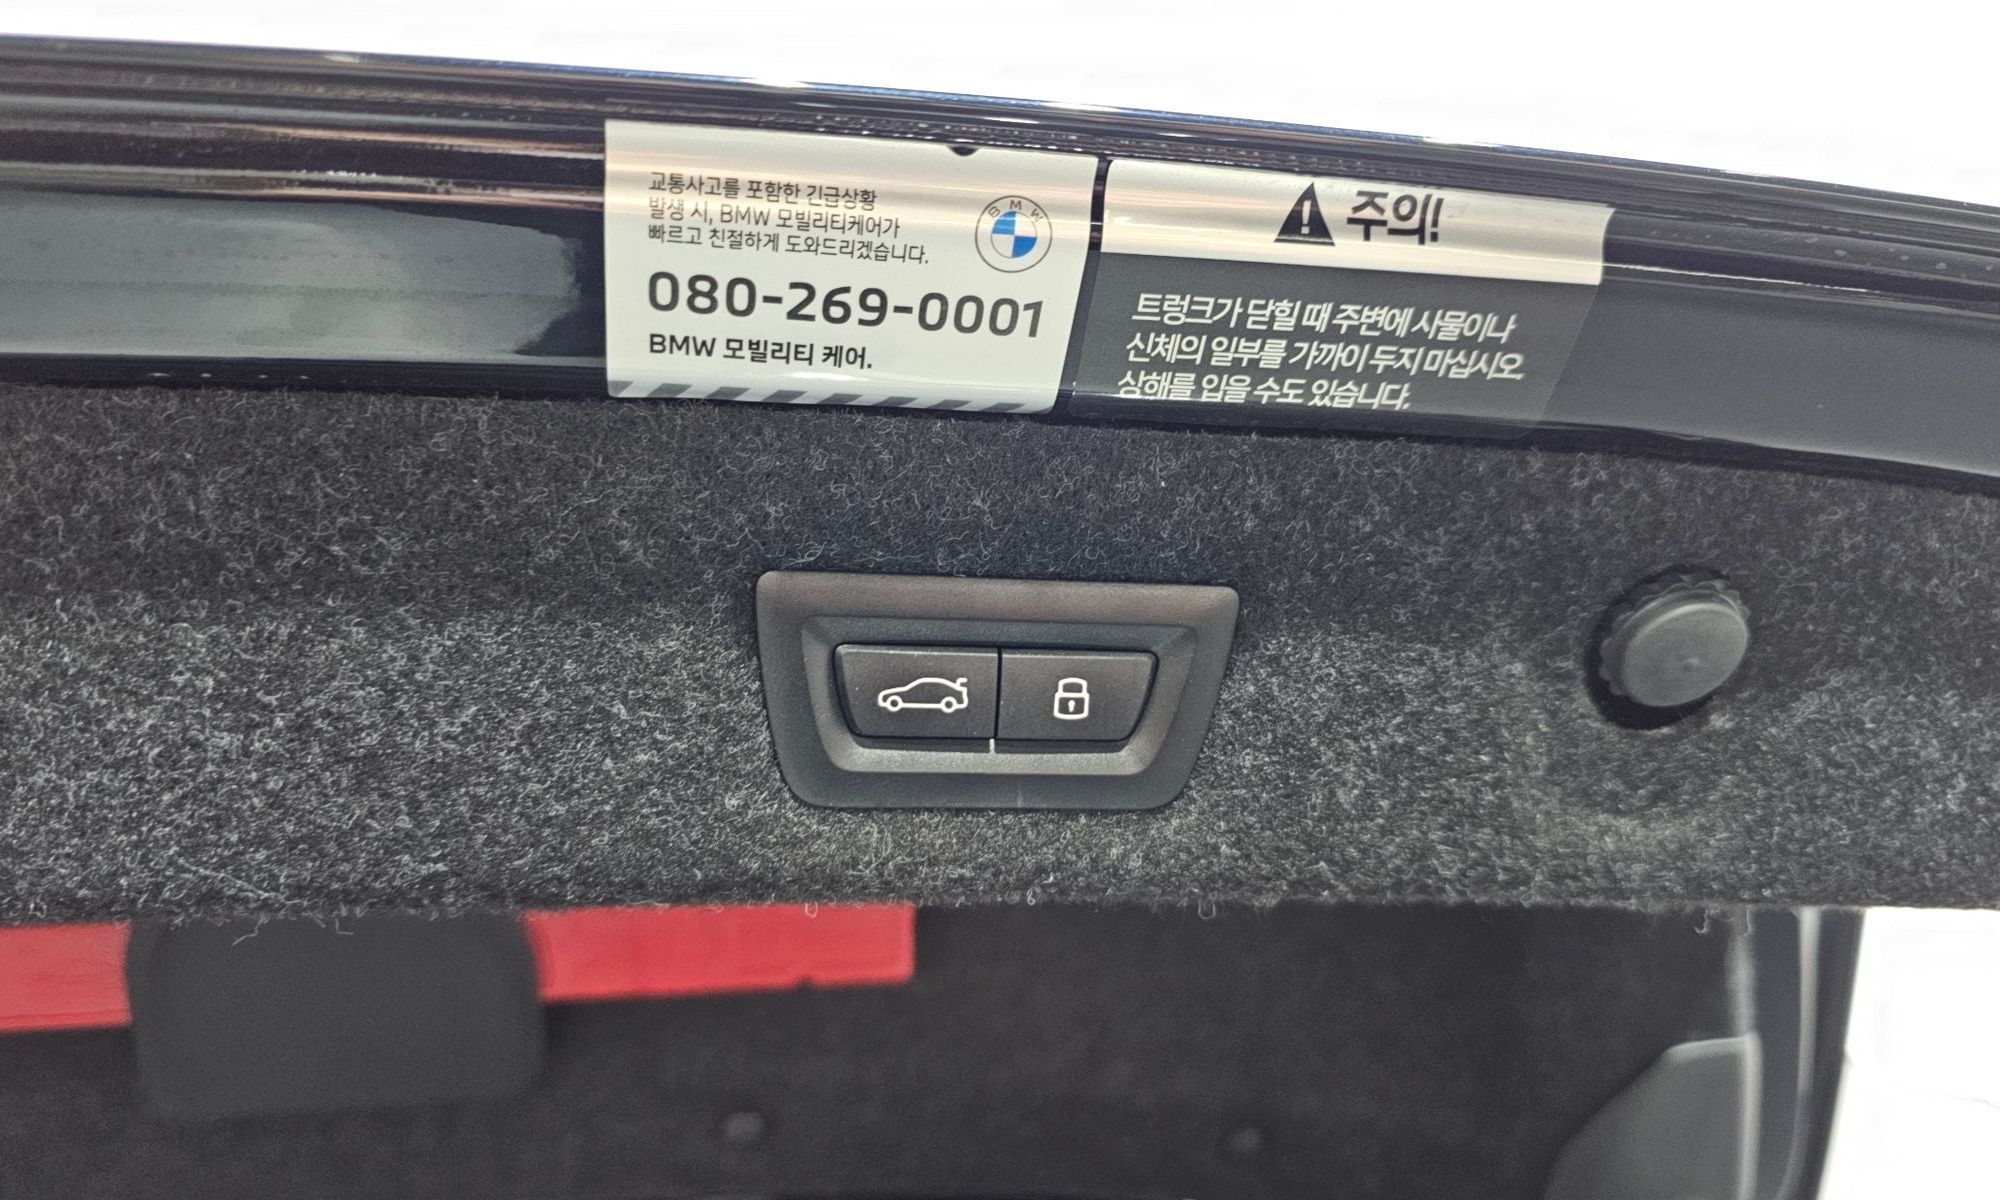 교통사고를 포함한 긴급상황
발생 시, BMW 모빌리티케어가
빠르고 친절하게 도와드리겠습니다.
BMW
080-269-0001
BMW 모빌리티 케어.
주의!
트렁크가 닫힐 때 주변에 사물이나
신체의 일부를 가까이 두지 마십시오.
상해를 입을 수도 있습니다.